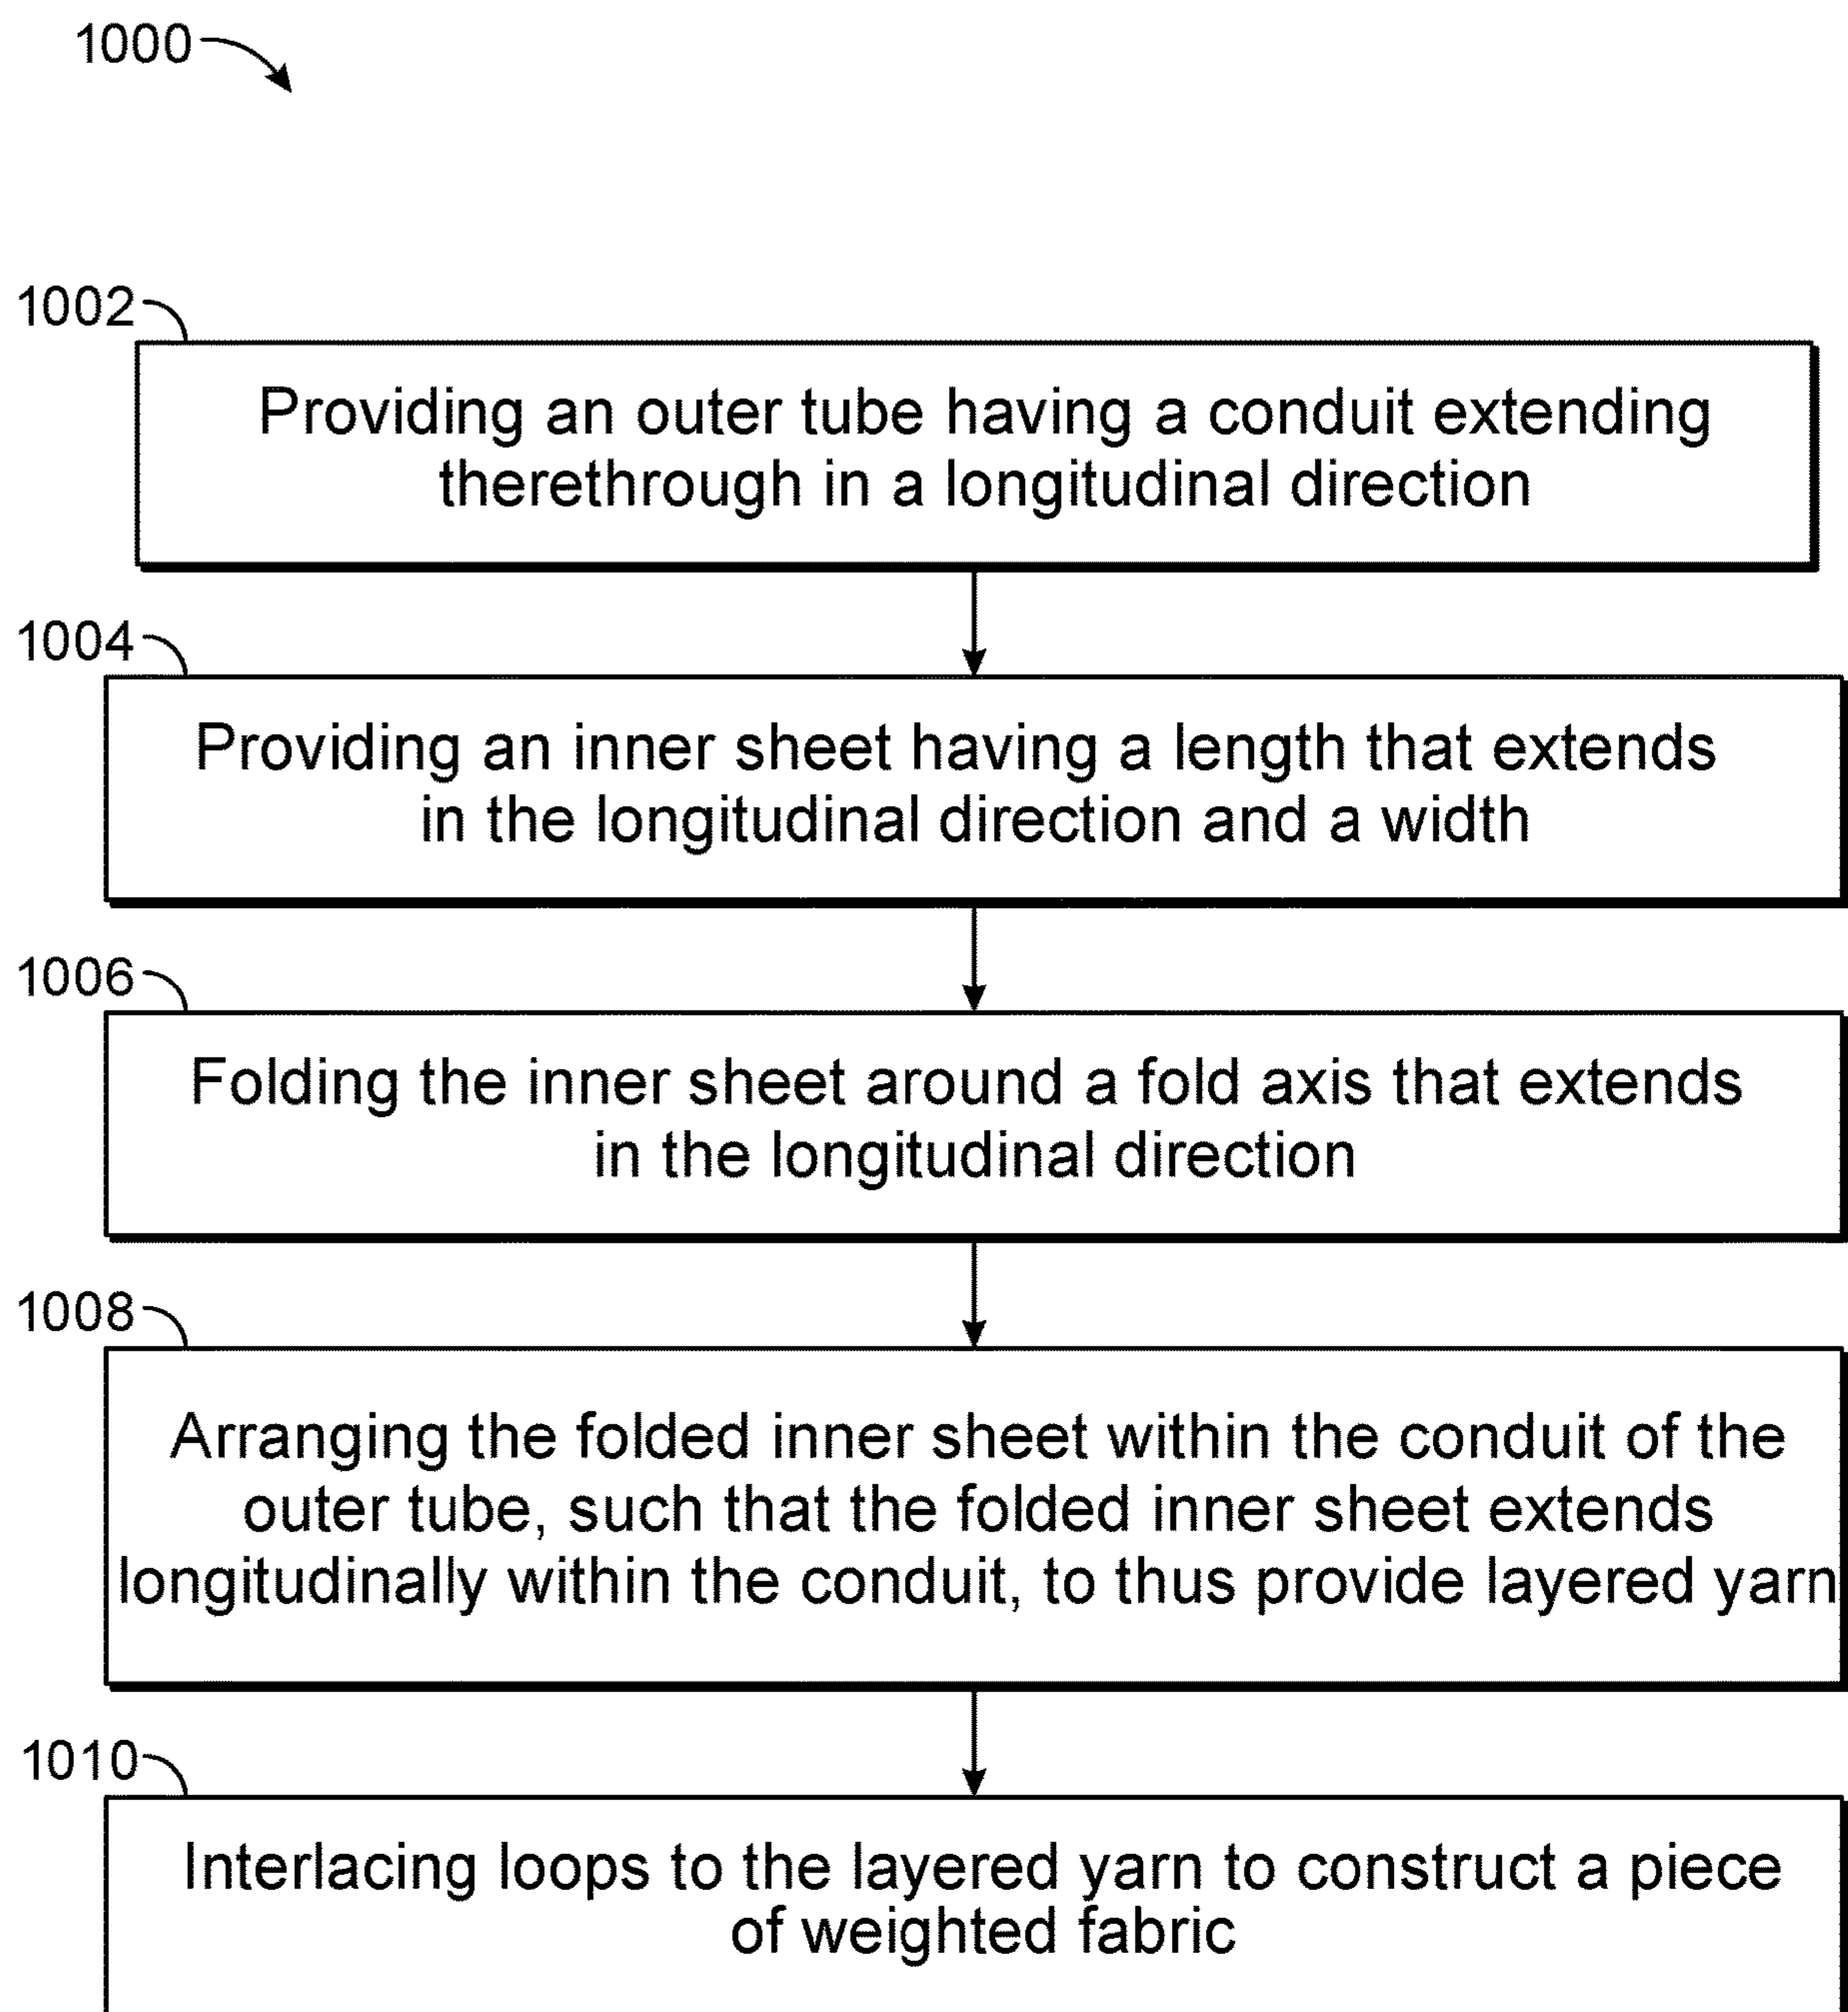 1000
1002
Providing an outer tube having a conduit extending
therethrough in a longitudinal direction
1004
Providing an inner sheet having a length that extends
in the longitudinal direction and a width
1006
Folding the inner sheet around a fold axis that extends
in the longitudinal direction
1008
Arranging the folded inner sheet within the conduit of the
outer tube, such that the folded inner sheet extends
longitudinally within the conduit, to thus provide layered yarn
1010
Interlacing loops to the layered yarn to construct a piece
of weighted fabric